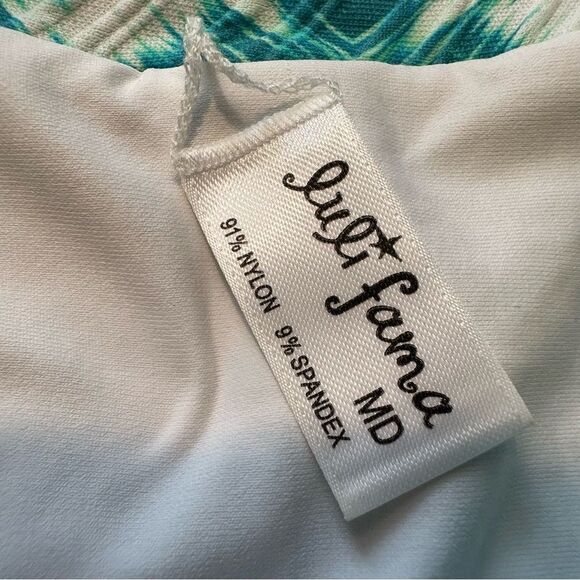 luli fama
MD
91% NYLON 9% SPANDEX